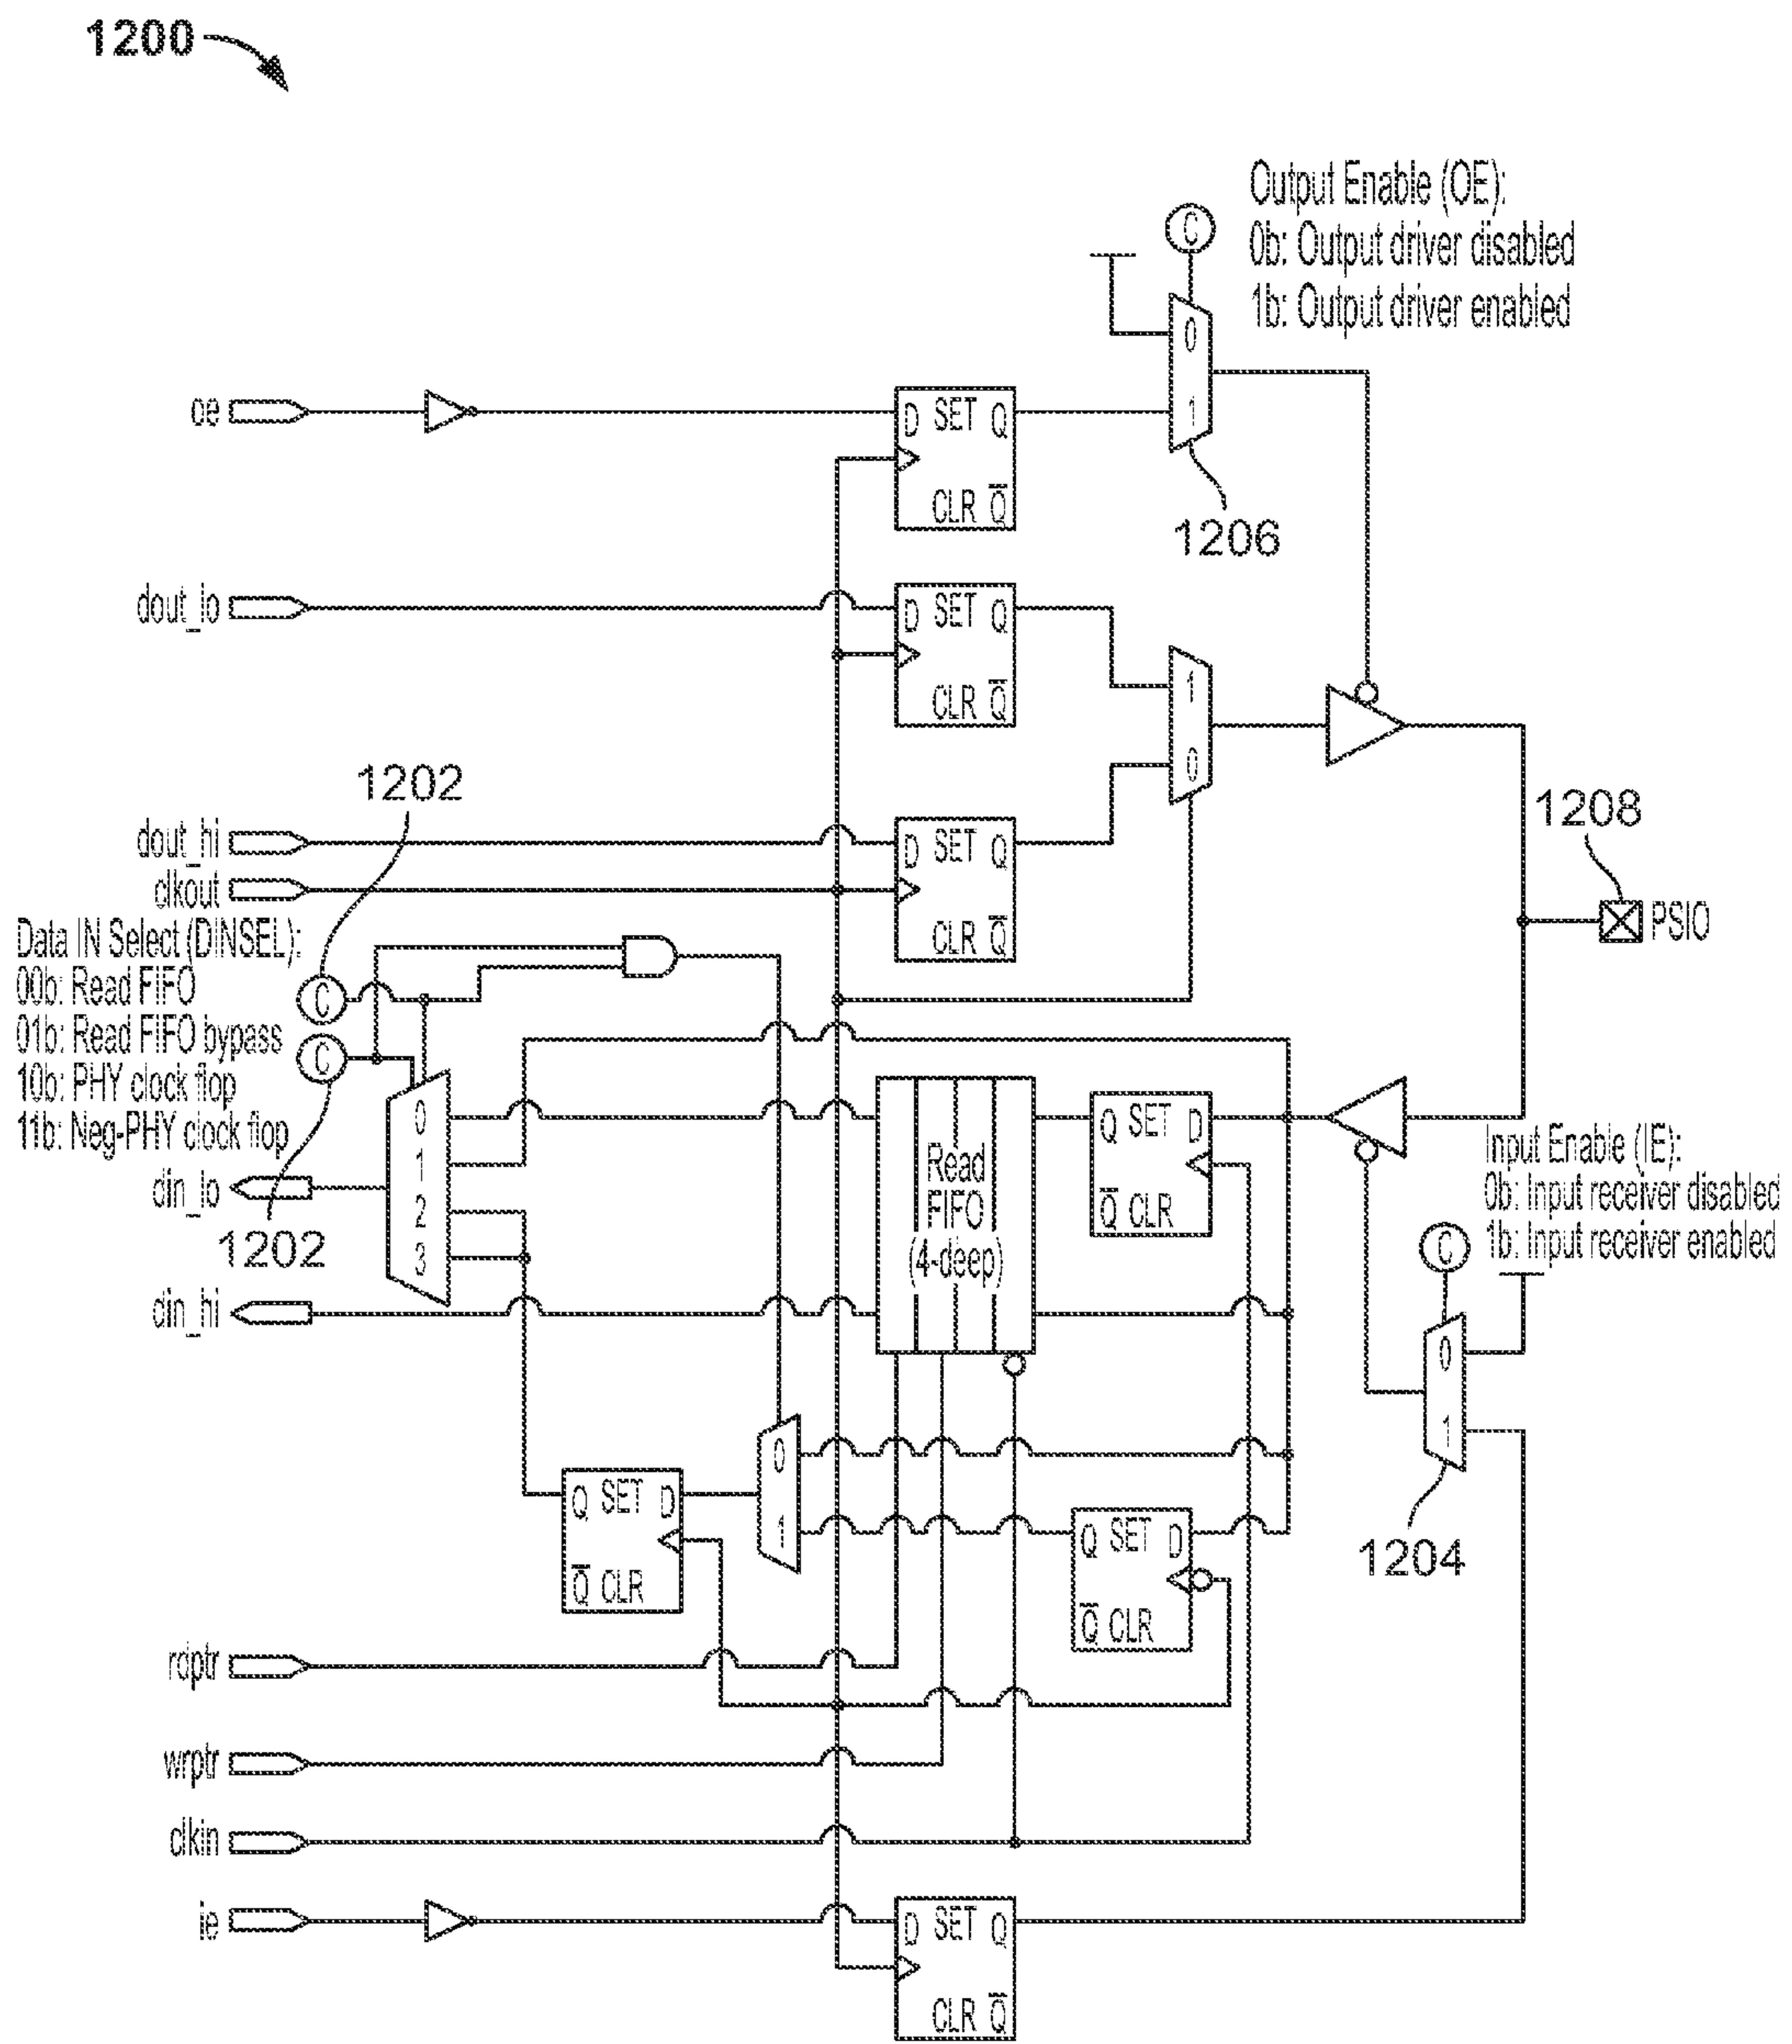 1200
Output Enable (OE):
0b: Output driver disabled
1b: Output driver enabled
C
0
1
1206
oe
D SET Q
CLR Q̅
dout_lo
D SET Q
CLR Q̅
1
0
1202
1208
PSIO
dout_hi
clkout
D SET Q
CLR Q̅
Data IN Select (DINSEL):
00b: Read FIFO
01b: Read FIFO bypass
10b: PHY clock flop
11b: Neg-PHY clock flop
C
C
0
1
2
3
din_lo
1202
din_hi
Read
FIFO
(4-deep)
Q SET D
Q̅ CLR
Input Enable (IE):
0b: Input receiver disabled
1b: Input receiver enabled
C
0
1
1204
0
1
Q SET D
Q̅ CLR
Q SET D
Q̅ CLR
rdptr
wrptr
clkin
ie
D SET Q
CLR Q̅